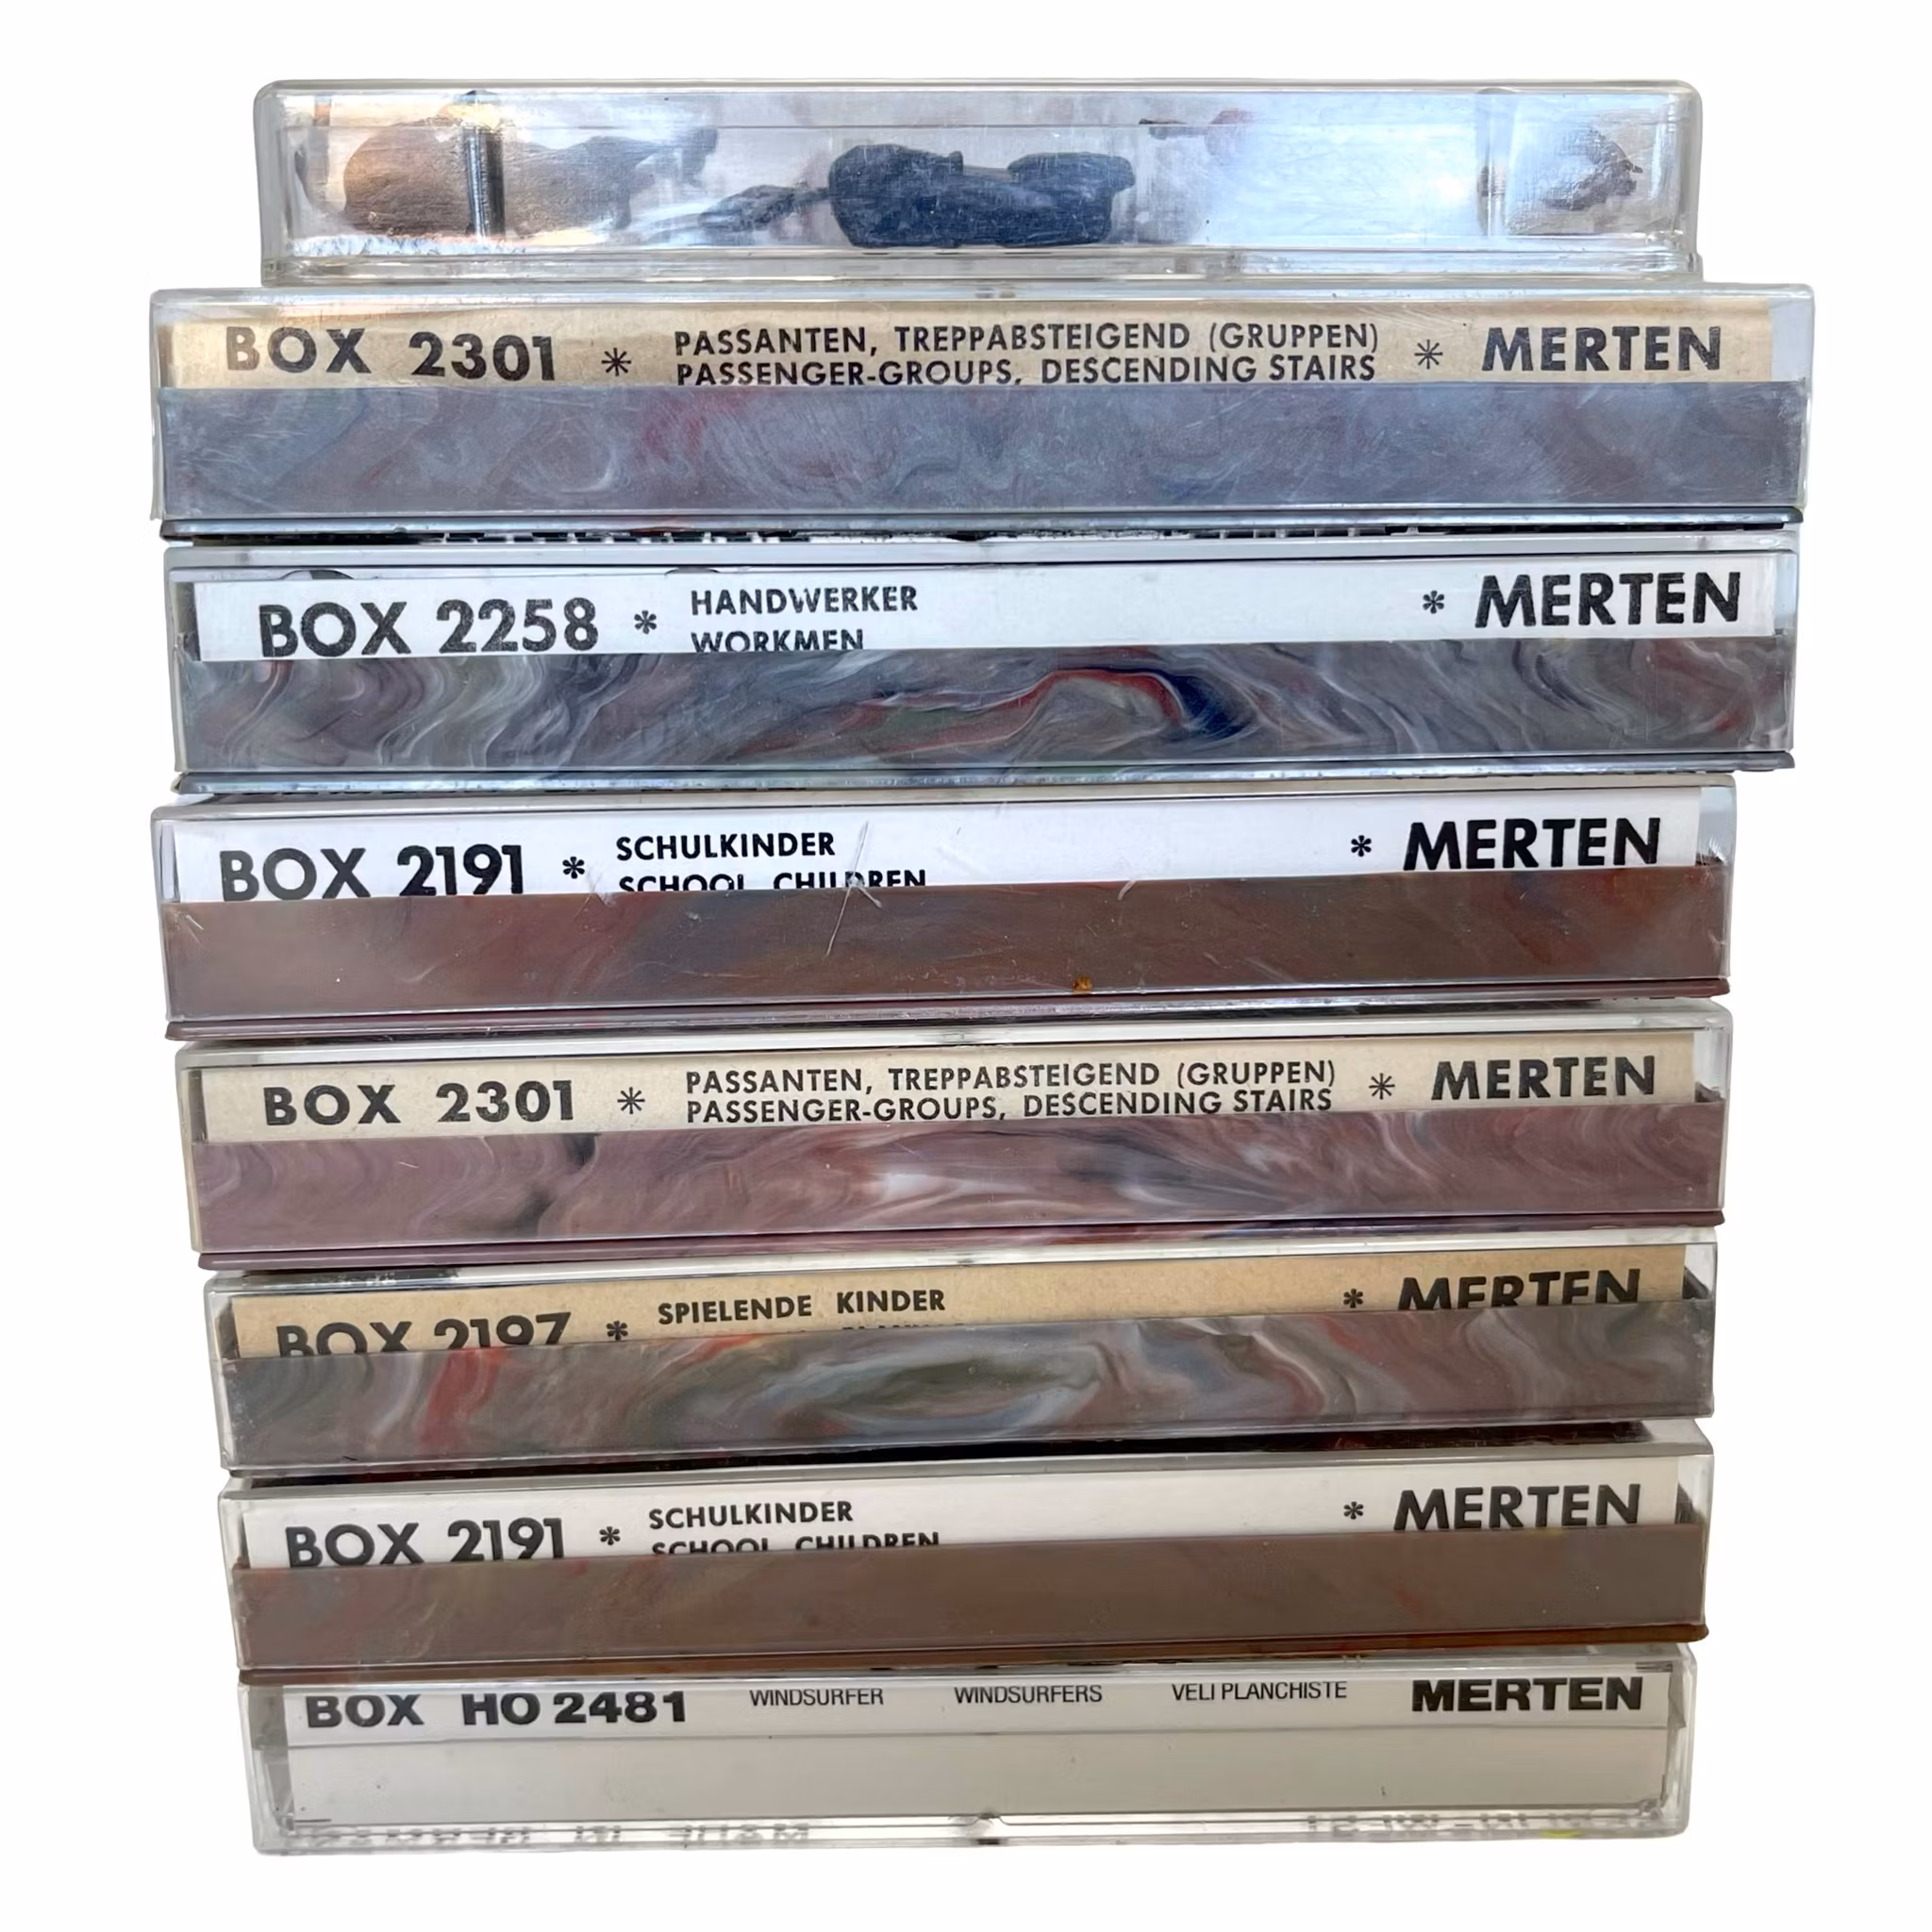 BOX 2301 * PASSANTEN, TREPPABSTEIGEND (GRUPPEN) * MERTEN
PASSENGER-GROUPS, DESCENDING STAIRS
BOX 2258 * HANDWERKER * MERTEN
WORKMEN
BOX 2191 * SCHULKINDER * MERTEN
SCHOOL CHILDREN
BOX 2301 * PASSANTEN, TREPPABSTEIGEND (GRUPPEN) * MERTEN
PASSENGER-GROUPS, DESCENDING STAIRS
BOX 2197 * SPIELENDE KINDER * MERTEN
BOX 2191 * SCHULKINDER * MERTEN
SCHOOL CHILDREN
BOX HO 2481 WINDSURFER WINDSURFERS VELI PLANCHISTE MERTEN